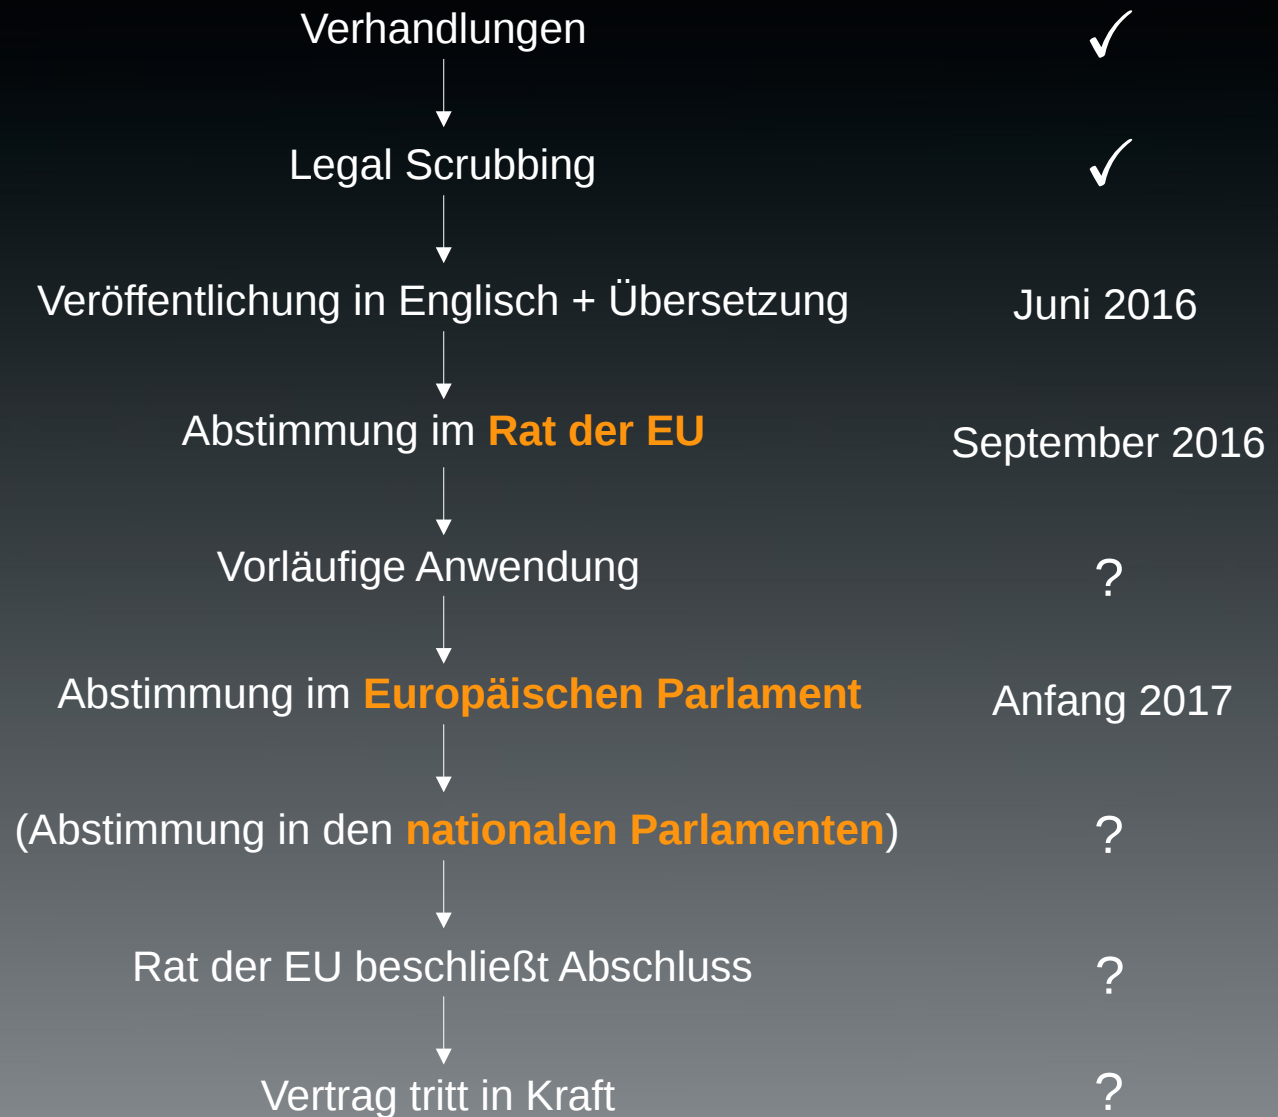 Verhandlungen ✓
Legal Scrubbing ✓
Veröffentlichung in Englisch + Übersetzung Juni 2016
Abstimmung im Rat der EU September 2016
Vorläufige Anwendung ?
Abstimmung im Europäischen Parlament Anfang 2017
(Abstimmung in den nationalen Parlamenten) ?
Rat der EU beschließt Abschluss ?
Vertrag tritt in Kraft ?